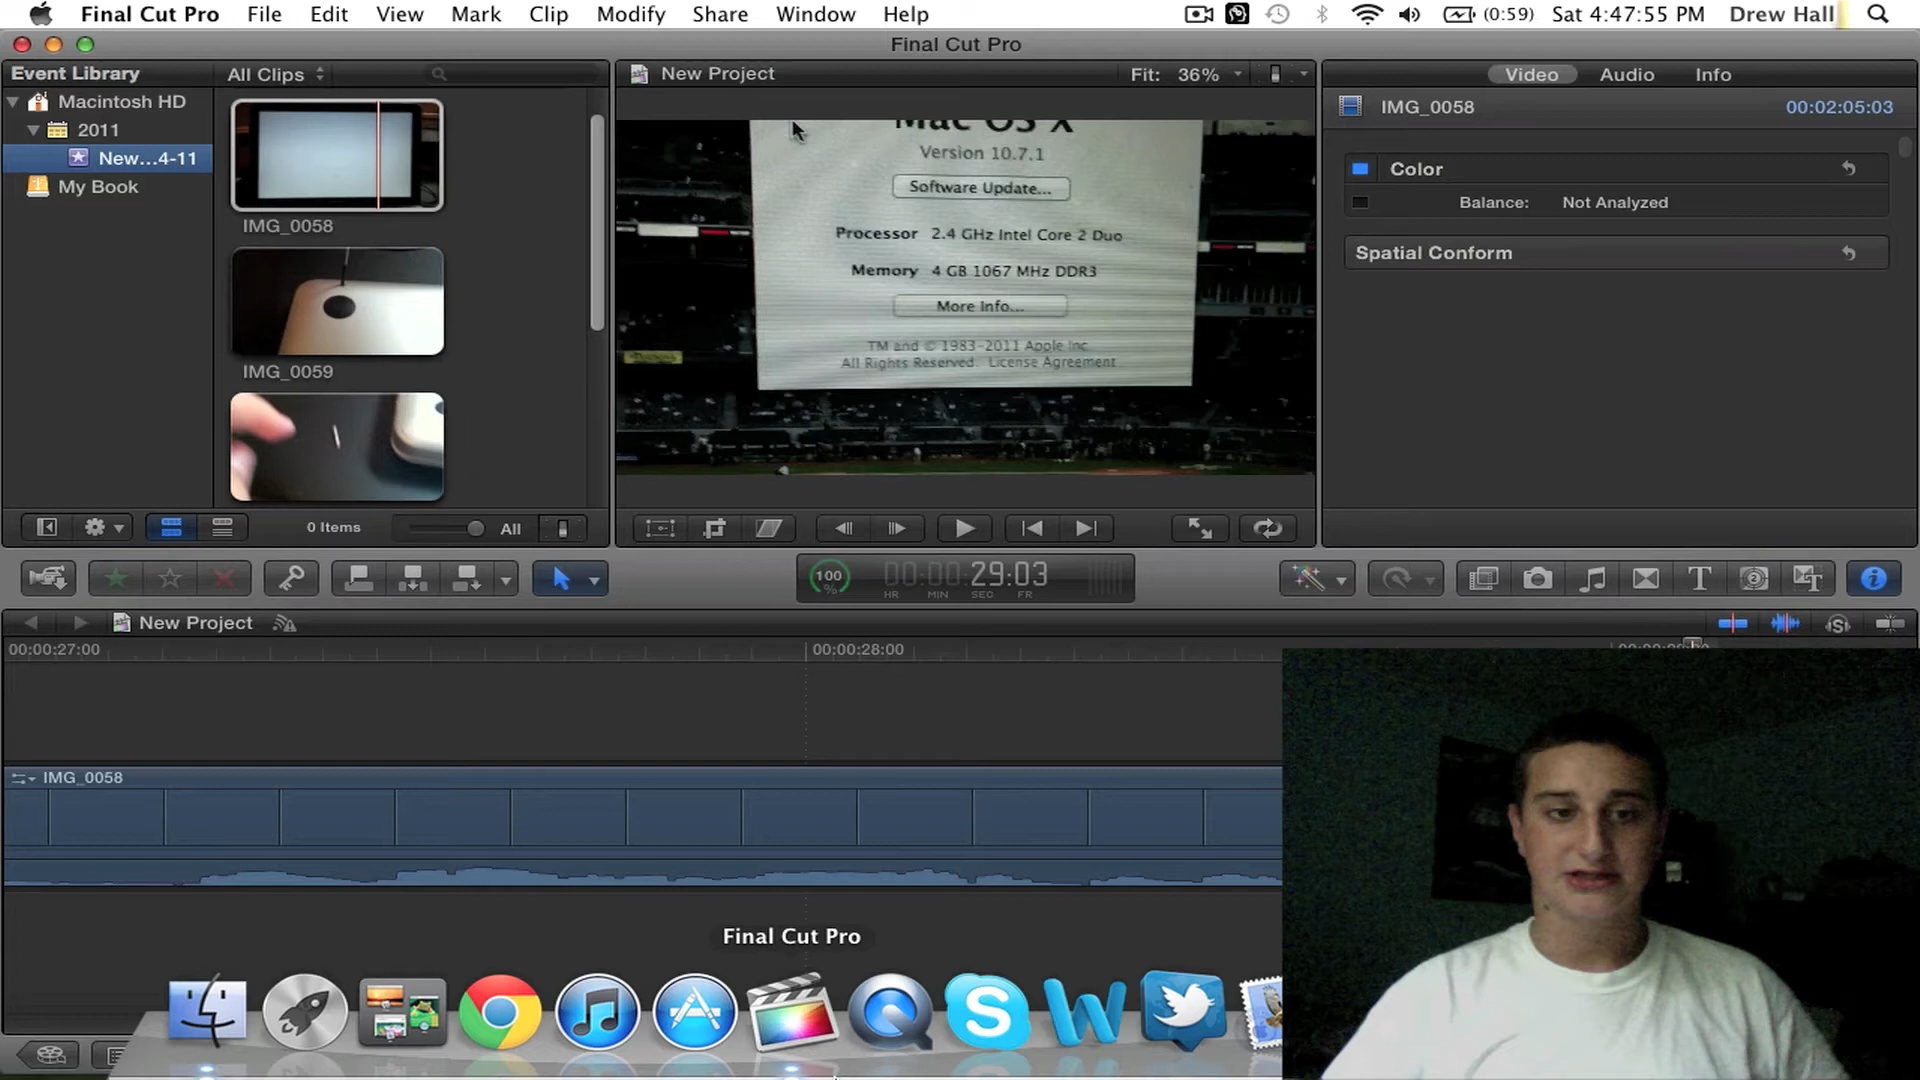 Final Cut Pro File Edit View Mark Clip Modify Share Window Help (0:59) Sat 4:47:55 PM Drew Hall
Final Cut Pro
Event Library
All Clips
Macintosh HD
2011
New...4-11
My Book
IMG_0058
IMG_0059
0 Items
All
New Project
Fit: 36%
Mac OS X
Version 10.7.1
Software Update...
Processor 2.4 GHz Intel Core 2 Duo
Memory 4 GB 1067 MHz DDR3
More Info...
TM and © 1983-2011 Apple Inc.
All Rights Reserved. License Agreement
Video Audio Info
IMG_0058 00:02:05:03
Color
Balance: Not Analyzed
Spatial Conform
100 %
00:00:29:03
HR MIN SEC FR
New Project
00:00:27:00 00:00:28:00
IMG_0058
Final Cut Pro